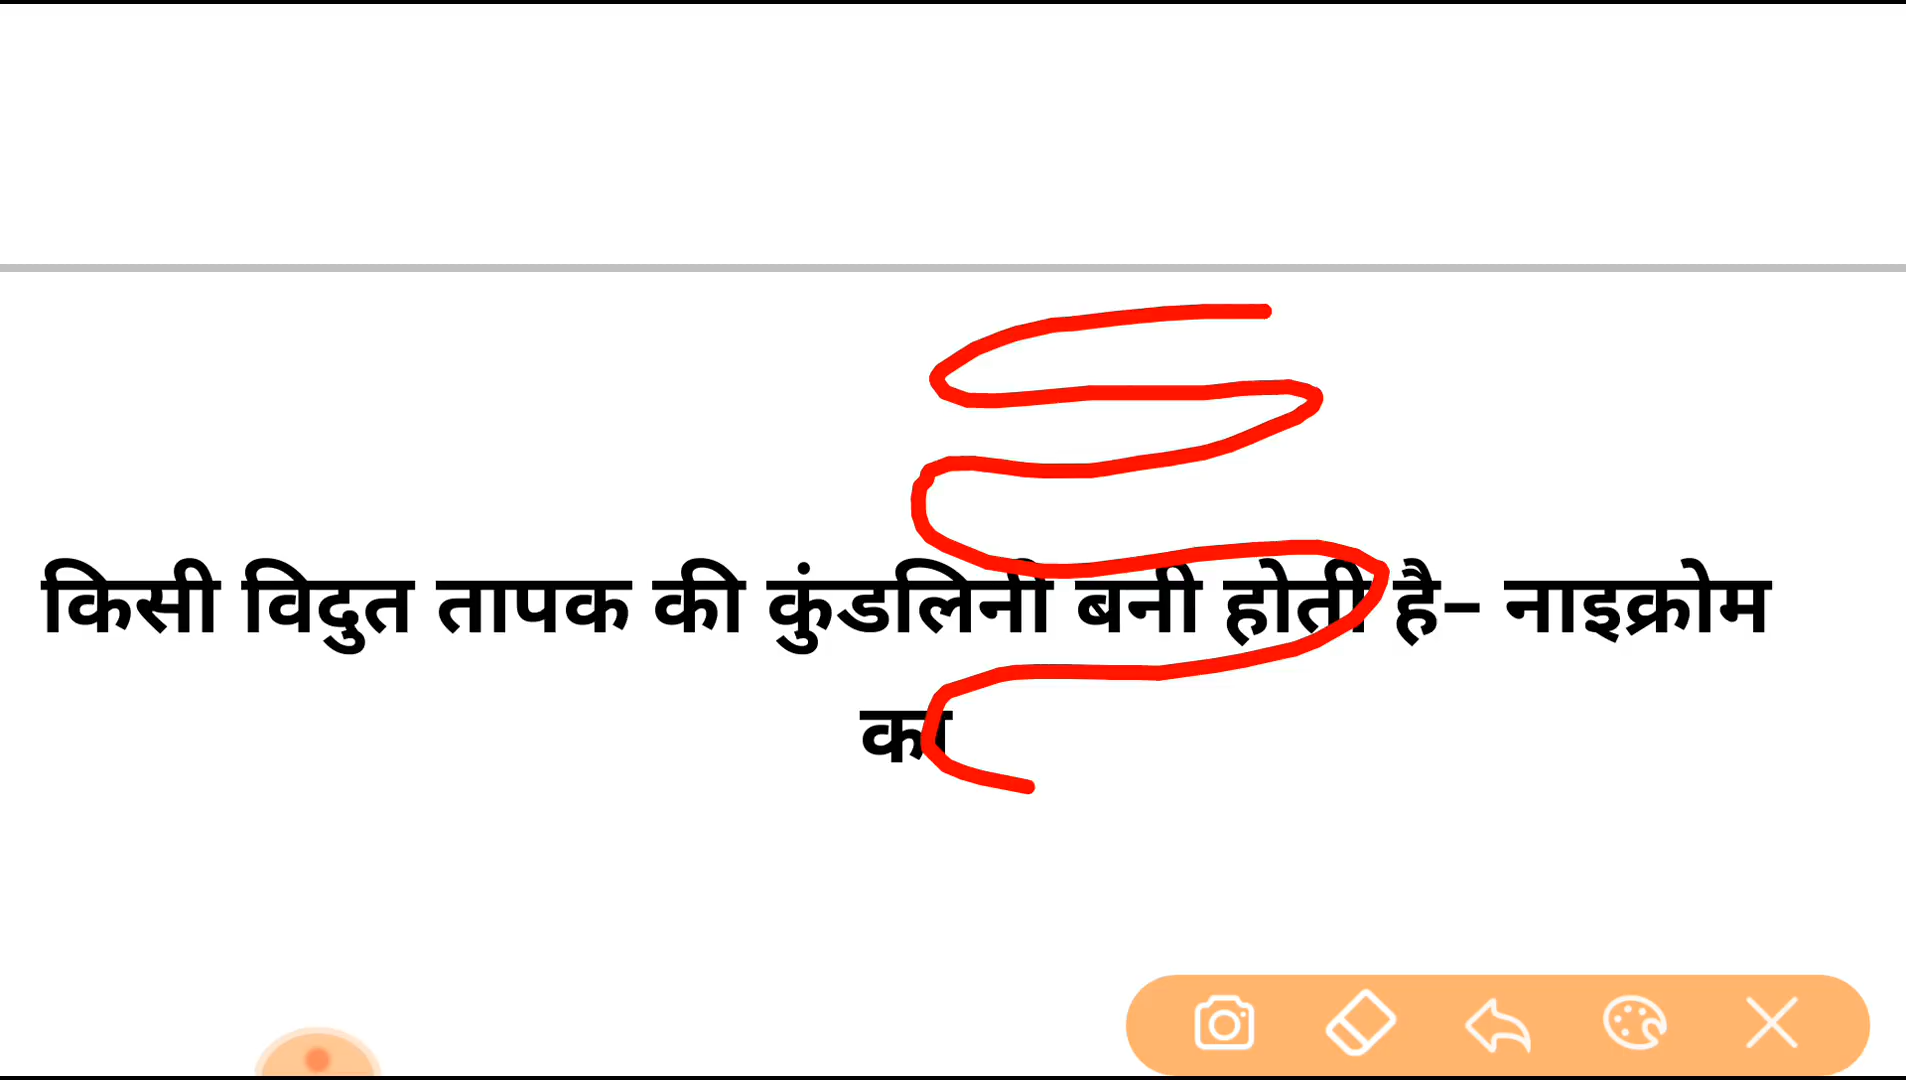 किसी विदुत तापक की कुंडलिनी बनी होती है– नाइक्रोम
का